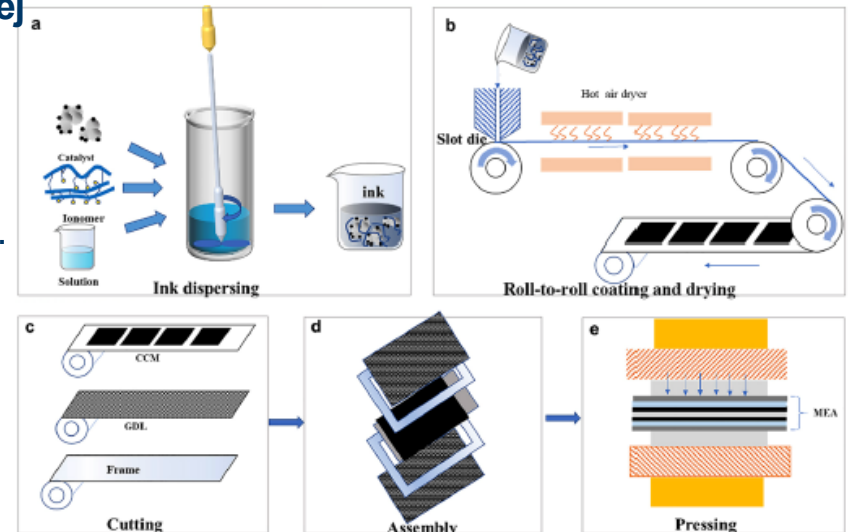 ej
a
Catalyst
Ionomer
Solution
ink
Ink dispersing
b
Hot air dryer
Slot die
Roll-to-roll coating and drying
c
CCM
GDL
Frame
Cutting
d
Assembly
e
MEA
Pressing